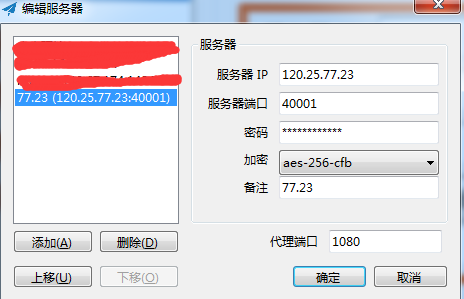 编辑服务器
77.23 (120.25.77.23:40001)
服务器
服务器 IP
120.25.77.23
服务器端口
40001
密码
************
加密
aes-256-cfb
备注
77.23
添加(A)
删除(D)
代理端口
1080
上移(U)
下移(O)
确定
取消